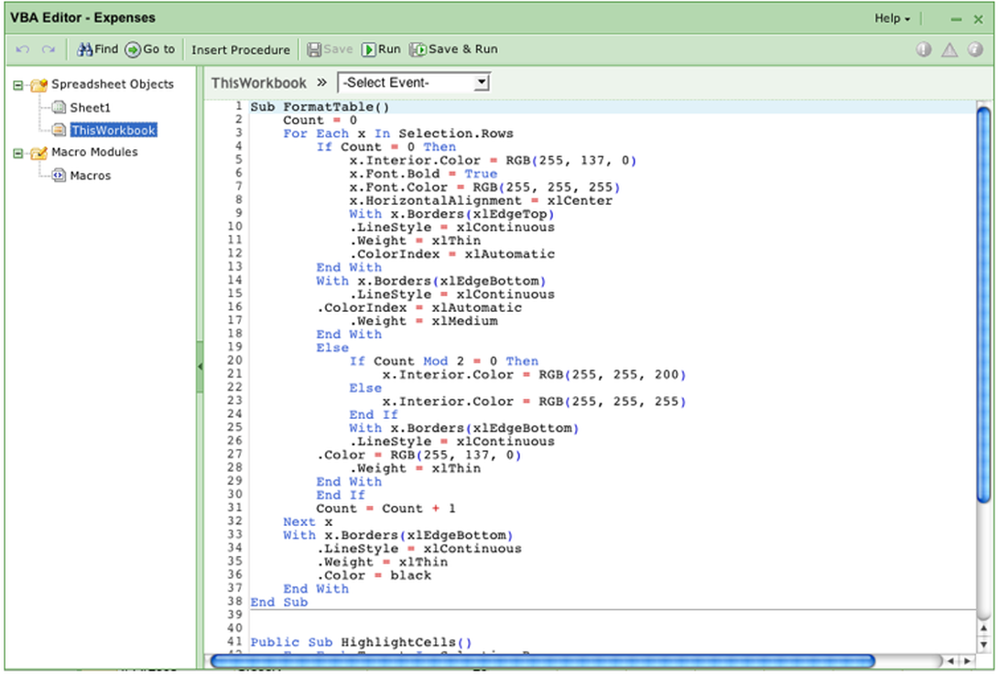 VBA Editor - Expenses
Help
Find Go to Insert Procedure Save Run Save & Run
Spreadsheet Objects
Sheet1
ThisWorkbook
Macro Modules
Macros
ThisWorkbook » -Select Event-
1 Sub FormatTable()
2 Count = 0
3 For Each x In Selection.Rows
4 If Count = 0 Then
5 x.Interior.Color = RGB(255, 137, 0)
6 x.Font.Bold = True
7 x.Font.Color = RGB(255, 255, 255)
8 x.HorizontalAlignment = xlCenter
9 With x.Borders(xlEdgeTop)
10 .LineStyle = xlContinuous
11 .Weight = xlThin
12 .ColorIndex = xlAutomatic
13 End With
14 With x.Borders(xlEdgeBottom)
15 .LineStyle = xlContinuous
16 .ColorIndex = xlAutomatic
17 .Weight = xlMedium
18 End With
19 Else
20 If Count Mod 2 = 0 Then
21 x.Interior.Color = RGB(255, 255, 200)
22 Else
23 x.Interior.Color = RGB(255, 255, 255)
24 End If
25 With x.Borders(xlEdgeBottom)
26 .LineStyle = xlContinuous
27 .Color = RGB(255, 137, 0)
28 .Weight = xlThin
29 End With
30 End If
31 Count = Count + 1
32 Next x
33 With x.Borders(xlEdgeBottom)
34 .LineStyle = xlContinuous
35 .Weight = xlThin
36 .Color = black
37 End With
38 End Sub
39
40
41 Public Sub HighlightCells()